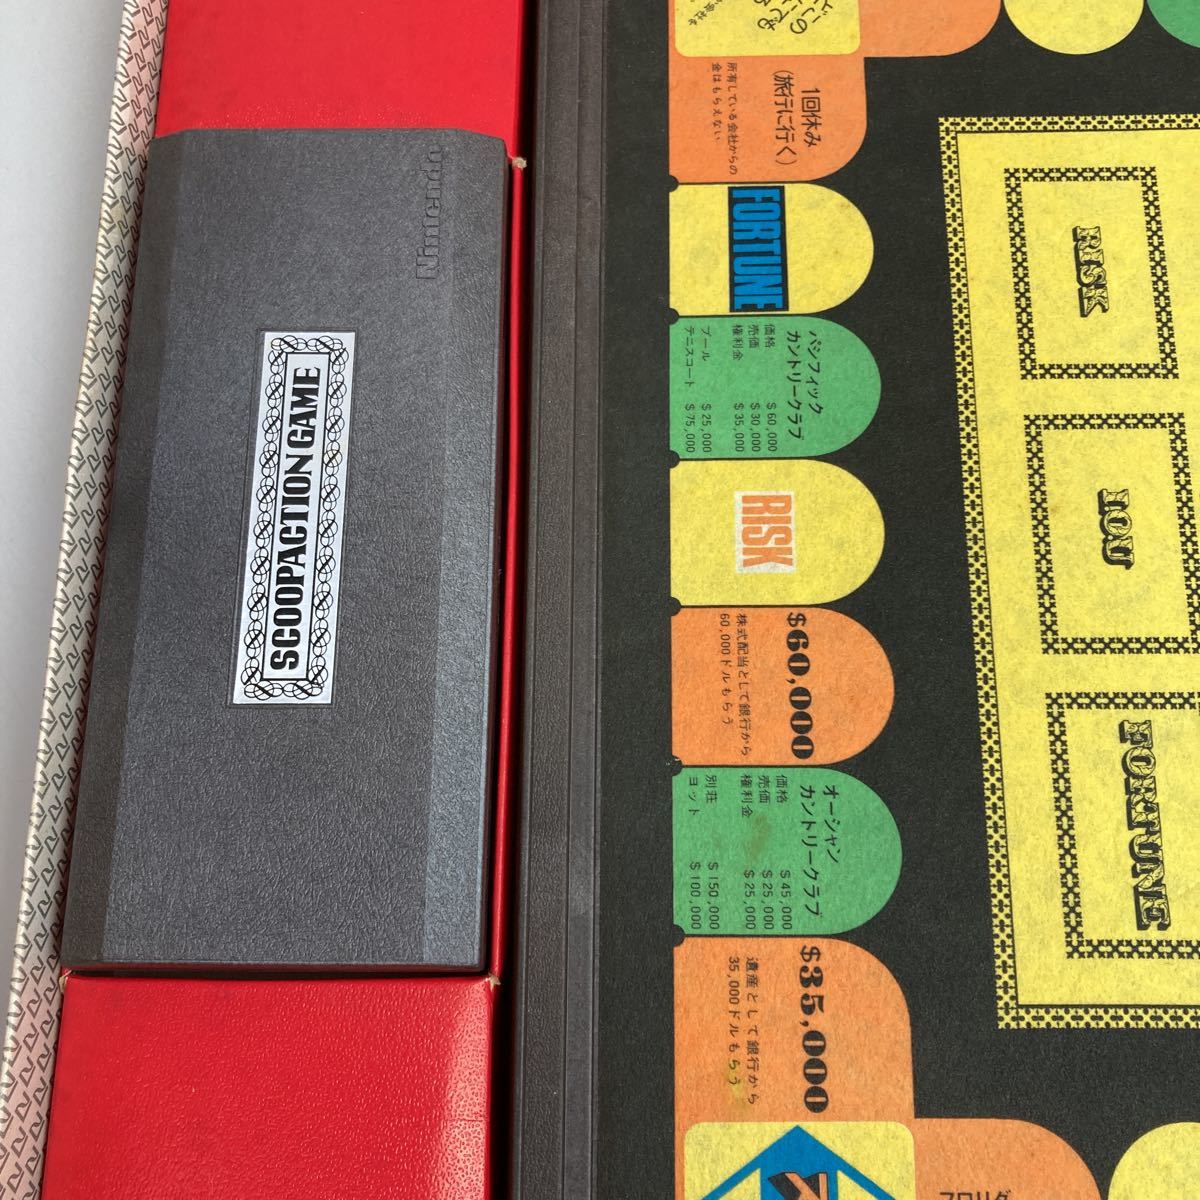 Nintendo
SCOOPACTION GAME
1回休み
(旅行に行く)
所有している会社からの
金はもらえない
FORTUNE
パシフィック
カントリークラブ
価格 $60,000
売価 $30,000
権利金 $35,000
プール $25,000
テニスコート $75,000
RISK
$60,000
株式配当として銀行から
60,000ドルもらう
オーシャン
カントリークラブ
価格 $45,000
売価 $25,000
権利金 $25,000
別荘 $150,000
ヨット $100,000
$35,000
遺産として銀行から
35,000ドルもらう
ス
フロリダ
RISK
IOU
FORTUNE